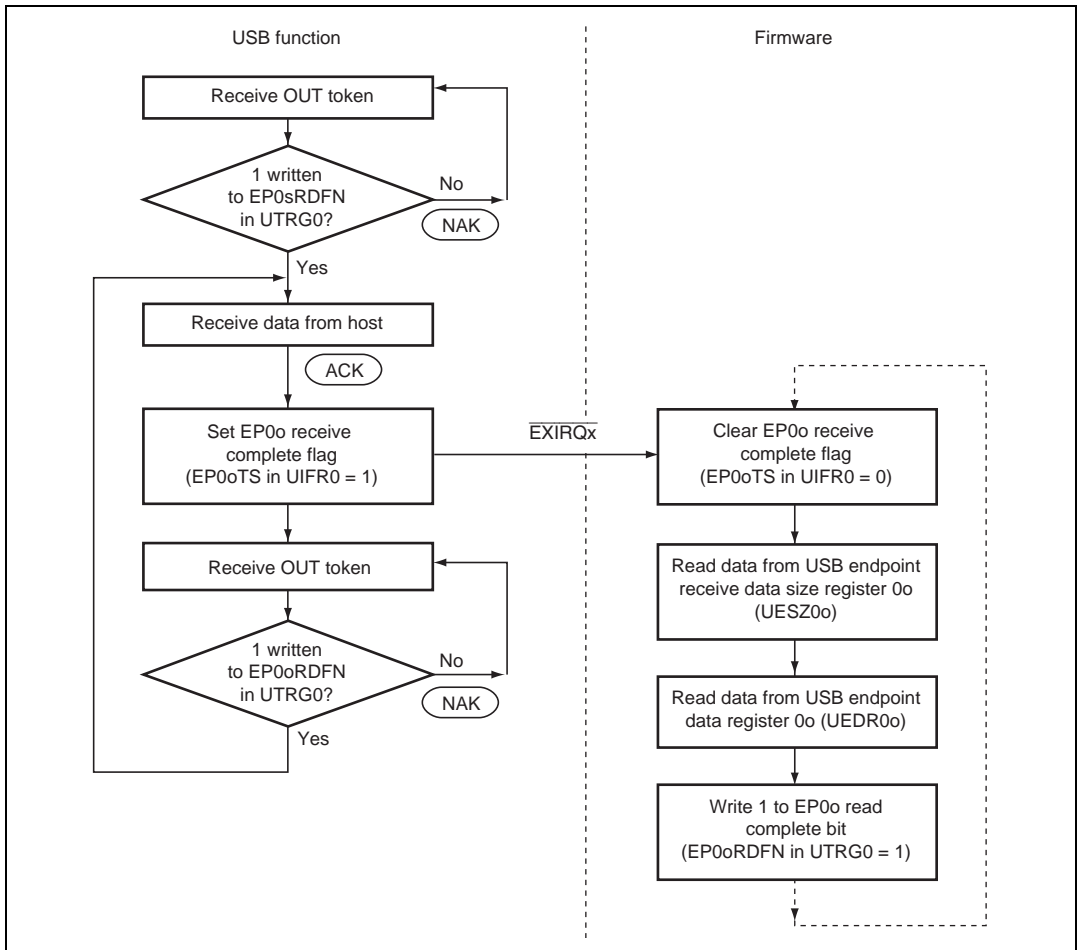 USB function
Firmware
Receive OUT token
1 written
to EP0sRDFN
in UTRG0?
No
NAK
Yes
Receive data from host
ACK
Set EP0o receive
complete flag
(EP0oTS in UIFR0 = 1)
EXIRQx
Clear EP0o receive
complete flag
(EP0oTS in UIFR0 = 0)
Receive OUT token
1 written
to EP0oRDFN
in UTRG0?
No
NAK
Yes
Read data from USB endpoint
receive data size register 0o
(UESZ0o)
Read data from USB endpoint
data register 0o (UEDR0o)
Write 1 to EP0o read
complete bit
(EP0oRDFN in UTRG0 = 1)